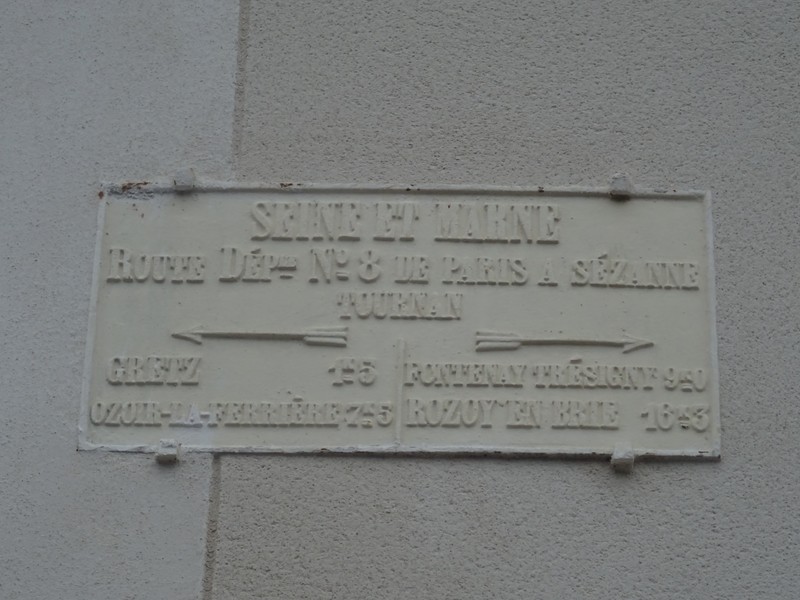 SEINE ET MARNE
ROUTE DÉPLE NO 8 DE PARIS A SÉZANNE
TOURNAN
GRETZ 1K5
OZOIR-LA-FERRIÈRE 7K5
FONTENAY TRÉSIGNY 9K0
ROZOY EN BRIE 16K3